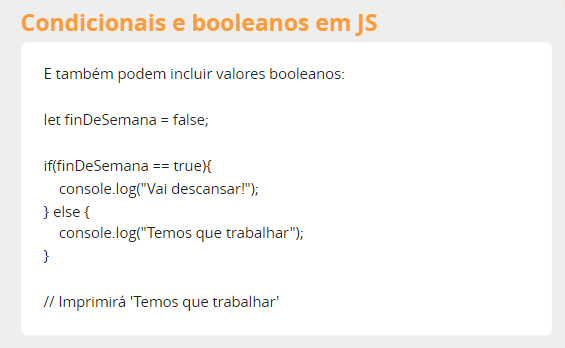 Condicionais e booleanos em JS
E também podem incluir valores booleanos:
let finDeSemana = false;
if(finDeSemana == true){
console.log("Vai descansar!");
} else {
console.log("Temos que trabalhar");
}
// Imprimirá 'Temos que trabalhar'